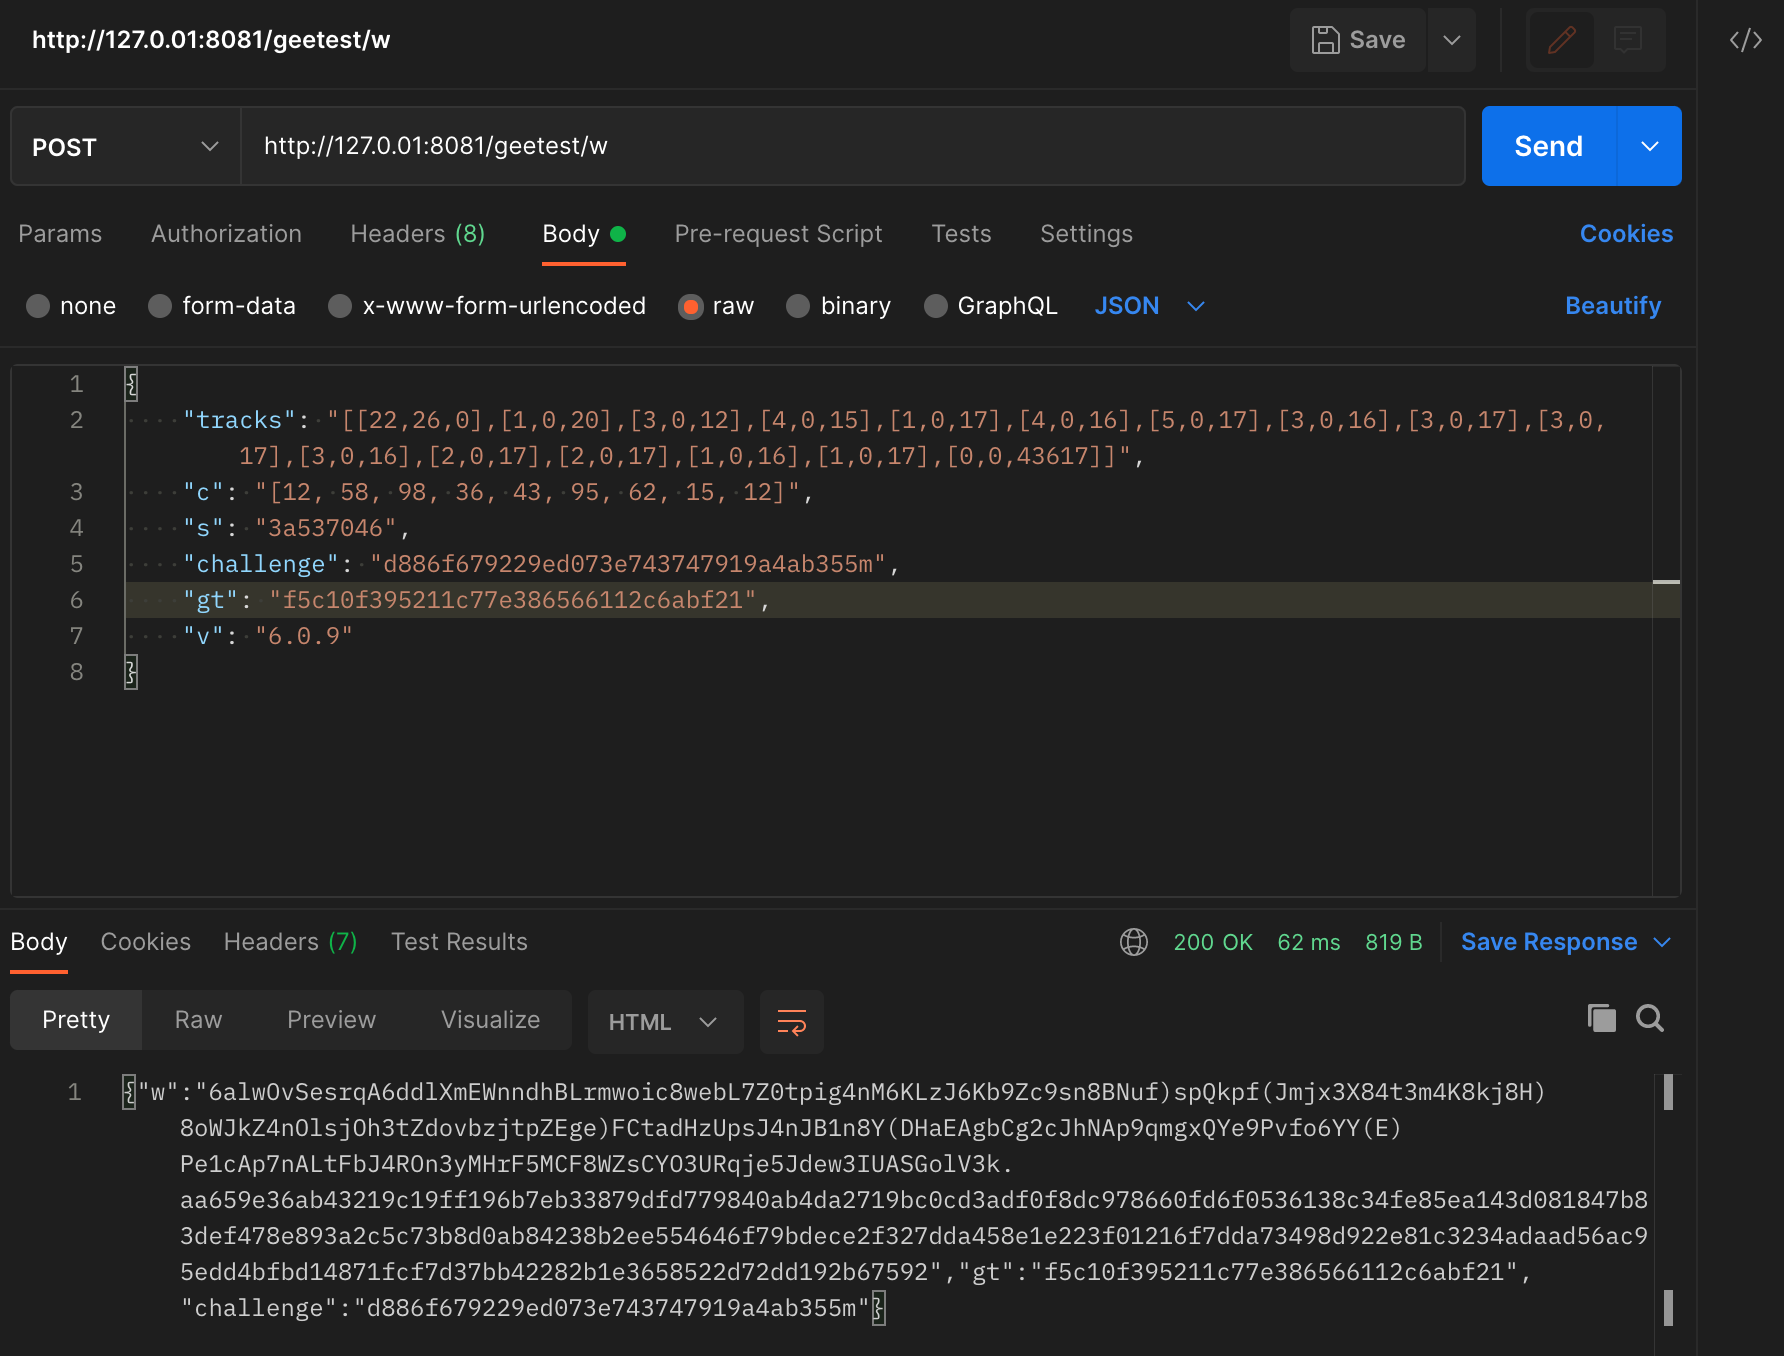 http://127.0.01:8081/geetest/w
Save
POST
http://127.0.01:8081/geetest/w
Send
Params Authorization Headers (8) Body Pre-request Script Tests Settings Cookies
none form-data x-www-form-urlencoded raw binary GraphQL JSON Beautify
1 {
2 "tracks": "[[22,26,0],[1,0,20],[3,0,12],[4,0,15],[1,0,17],[4,0,16],[5,0,17],[3,0,16],[3,0,17],[3,0,
17],[3,0,16],[2,0,17],[2,0,17],[1,0,16],[1,0,17],[0,0,43617]]",
3 "c": "[12, 58, 98, 36, 43, 95, 62, 15, 12]",
4 "s": "3a537046",
5 "challenge": "d886f679229ed073e743747919a4ab355m",
6 "gt": "f5c10f395211c77e386566112c6abf21",
7 "v": "6.0.9"
8 }
Body Cookies Headers (7) Test Results 200 OK 62 ms 819 B Save Response
Pretty Raw Preview Visualize HTML
1 {"w":"6alwOvSesrqA6ddlXmEWnndhBLrmwoic8webL7Z0tpig4nM6KLzJ6Kb9Zc9sn8BNuf)spQkpf(Jmjx3X84t3m4K8kj8H)
8oWJkZ4nOlsjOh3tZdovbzjtpZEge)FCtadHzUpsJ4nJB1n8Y(DHaEAgbCg2cJhNAp9qmgxQYe9Pvfo6YY(E)
Pe1cAp7nALtFbJ4ROn3yMHrF5MCF8WZsCYO3URqje5Jdew3IUASGolV3k.
aa659e36ab43219c19ff196b7eb33879dfd779840ab4da2719bc0cd3adf0f8dc978660fd6f0536138c34fe85ea143d081847b8
3def478e893a2c5c73b8d0ab84238b2ee554646f79bdece2f327dda458e1e223f01216f7dda73498d922e81c3234adaad56ac9
5edd4bfbd14871fcf7d37bb42282b1e3658522d72dd192b67592","gt":"f5c10f395211c77e386566112c6abf21",
"challenge":"d886f679229ed073e743747919a4ab355m"}